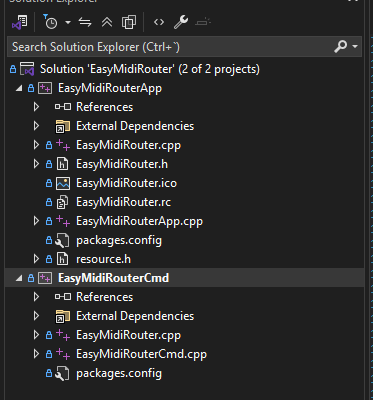 Solution Explorer
Search Solution Explorer (Ctrl+´)
Solution 'EasyMidiRouter' (2 of 2 projects)
EasyMidiRouterApp
References
External Dependencies
EasyMidiRouter.cpp
EasyMidiRouter.h
EasyMidiRouter.ico
EasyMidiRouter.rc
EasyMidiRouterApp.cpp
packages.config
resource.h
EasyMidiRouterCmd
References
External Dependencies
EasyMidiRouter.cpp
EasyMidiRouterCmd.cpp
packages.config